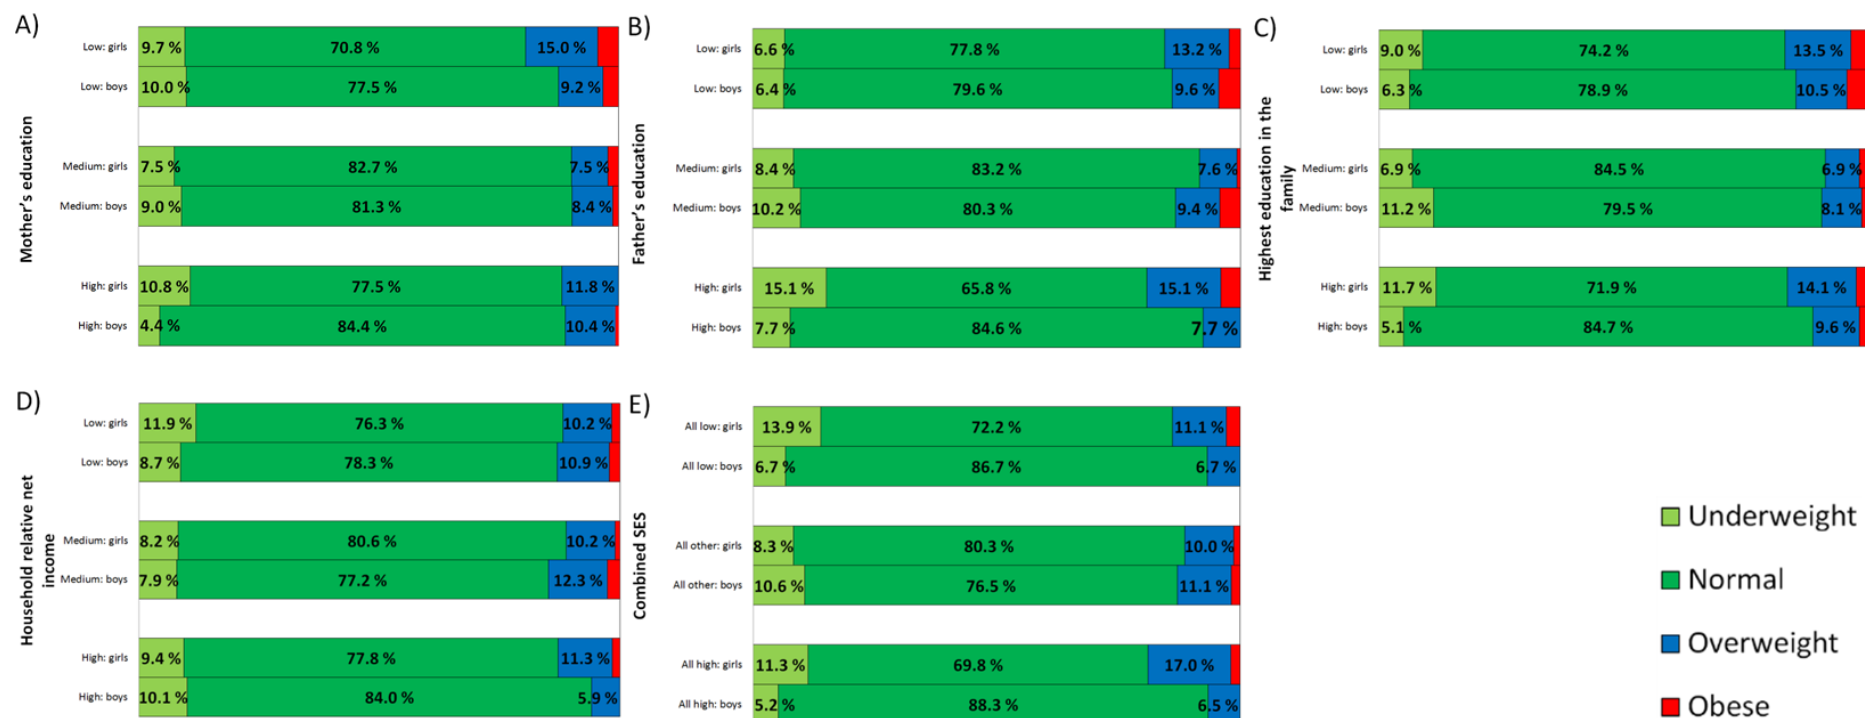 A)
Mother's education
Low: girls 9.7 % 70.8 % 15.0 %
Low: boys 10.0 % 77.5 % 9.2 %
Medium: girls 7.5 % 82.7 % 7.5 %
Medium: boys 9.0 % 81.3 % 8.4 %
High: girls 10.8 % 77.5 % 11.8 %
High: boys 4.4 % 84.4 % 10.4 %
B)
Father's education
Low: girls 6.6 % 77.8 % 13.2 %
Low: boys 6.4 % 79.6 % 9.6 %
Medium: girls 8.4 % 83.2 % 7.6 %
Medium: boys 10.2 % 80.3 % 9.4 %
High: girls 15.1 % 65.8 % 15.1 %
High: boys 7.7 % 84.6 % 7.7 %
C)
Highest education in the
family
Low: girls 9.0 % 74.2 % 13.5 %
Low: boys 6.3 % 78.9 % 10.5 %
Medium: girls 6.9 % 84.5 % 6.9 %
Medium: boys 11.2 % 79.5 % 8.1 %
High: girls 11.7 % 71.9 % 14.1 %
High: boys 5.1 % 84.7 % 9.6 %
D)
Household relative net
income
Low: girls 11.9 % 76.3 % 10.2 %
Low: boys 8.7 % 78.3 % 10.9 %
Medium: girls 8.2 % 80.6 % 10.2 %
Medium: boys 7.9 % 77.2 % 12.3 %
High: girls 9.4 % 77.8 % 11.3 %
High: boys 10.1 % 84.0 % 5.9 %
E)
Combined SES
All low: girls 13.9 % 72.2 % 11.1 %
All low: boys 6.7 % 86.7 % 6.7 %
All other: girls 8.3 % 80.3 % 10.0 %
All other: boys 10.6 % 76.5 % 11.1 %
All high: girls 11.3 % 69.8 % 17.0 %
All high: boys 5.2 % 88.3 % 6.5 %
Underweight
Normal
Overweight
Obese